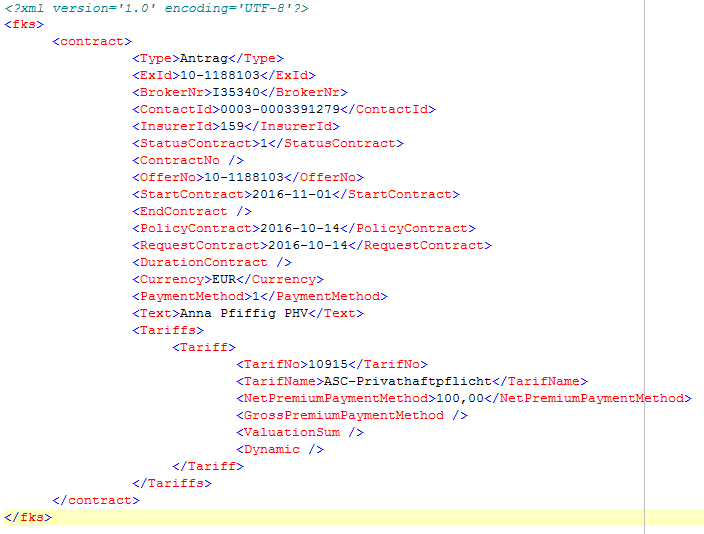 <?xml version='1.0' encoding='UTF-8'?>
<fks>
<contract>
<Type>Antrag</Type>
<ExId>10-1188103</ExId>
<BrokerNr>I35340</BrokerNr>
<ContactId>0003-0003391279</ContactId>
<InsurerId>159</InsurerId>
<StatusContract>1</StatusContract>
<ContractNo />
<OfferNo>10-1188103</OfferNo>
<StartContract>2016-11-01</StartContract>
<EndContract />
<PolicyContract>2016-10-14</PolicyContract>
<RequestContract>2016-10-14</RequestContract>
<DurationContract />
<Currency>EUR</Currency>
<PaymentMethod>1</PaymentMethod>
<Text>Anna Pfiffig PHV</Text>
<Tariffs>
<Tariff>
<TarifNo>10915</TarifNo>
<TarifName>ASC-Privathaftpflicht</TarifName>
<NetPremiumPaymentMethod>100,00</NetPremiumPaymentMethod>
<GrossPremiumPaymentMethod />
<ValuationSum />
<Dynamic />
</Tariff>
</Tariffs>
</contract>
</fks>